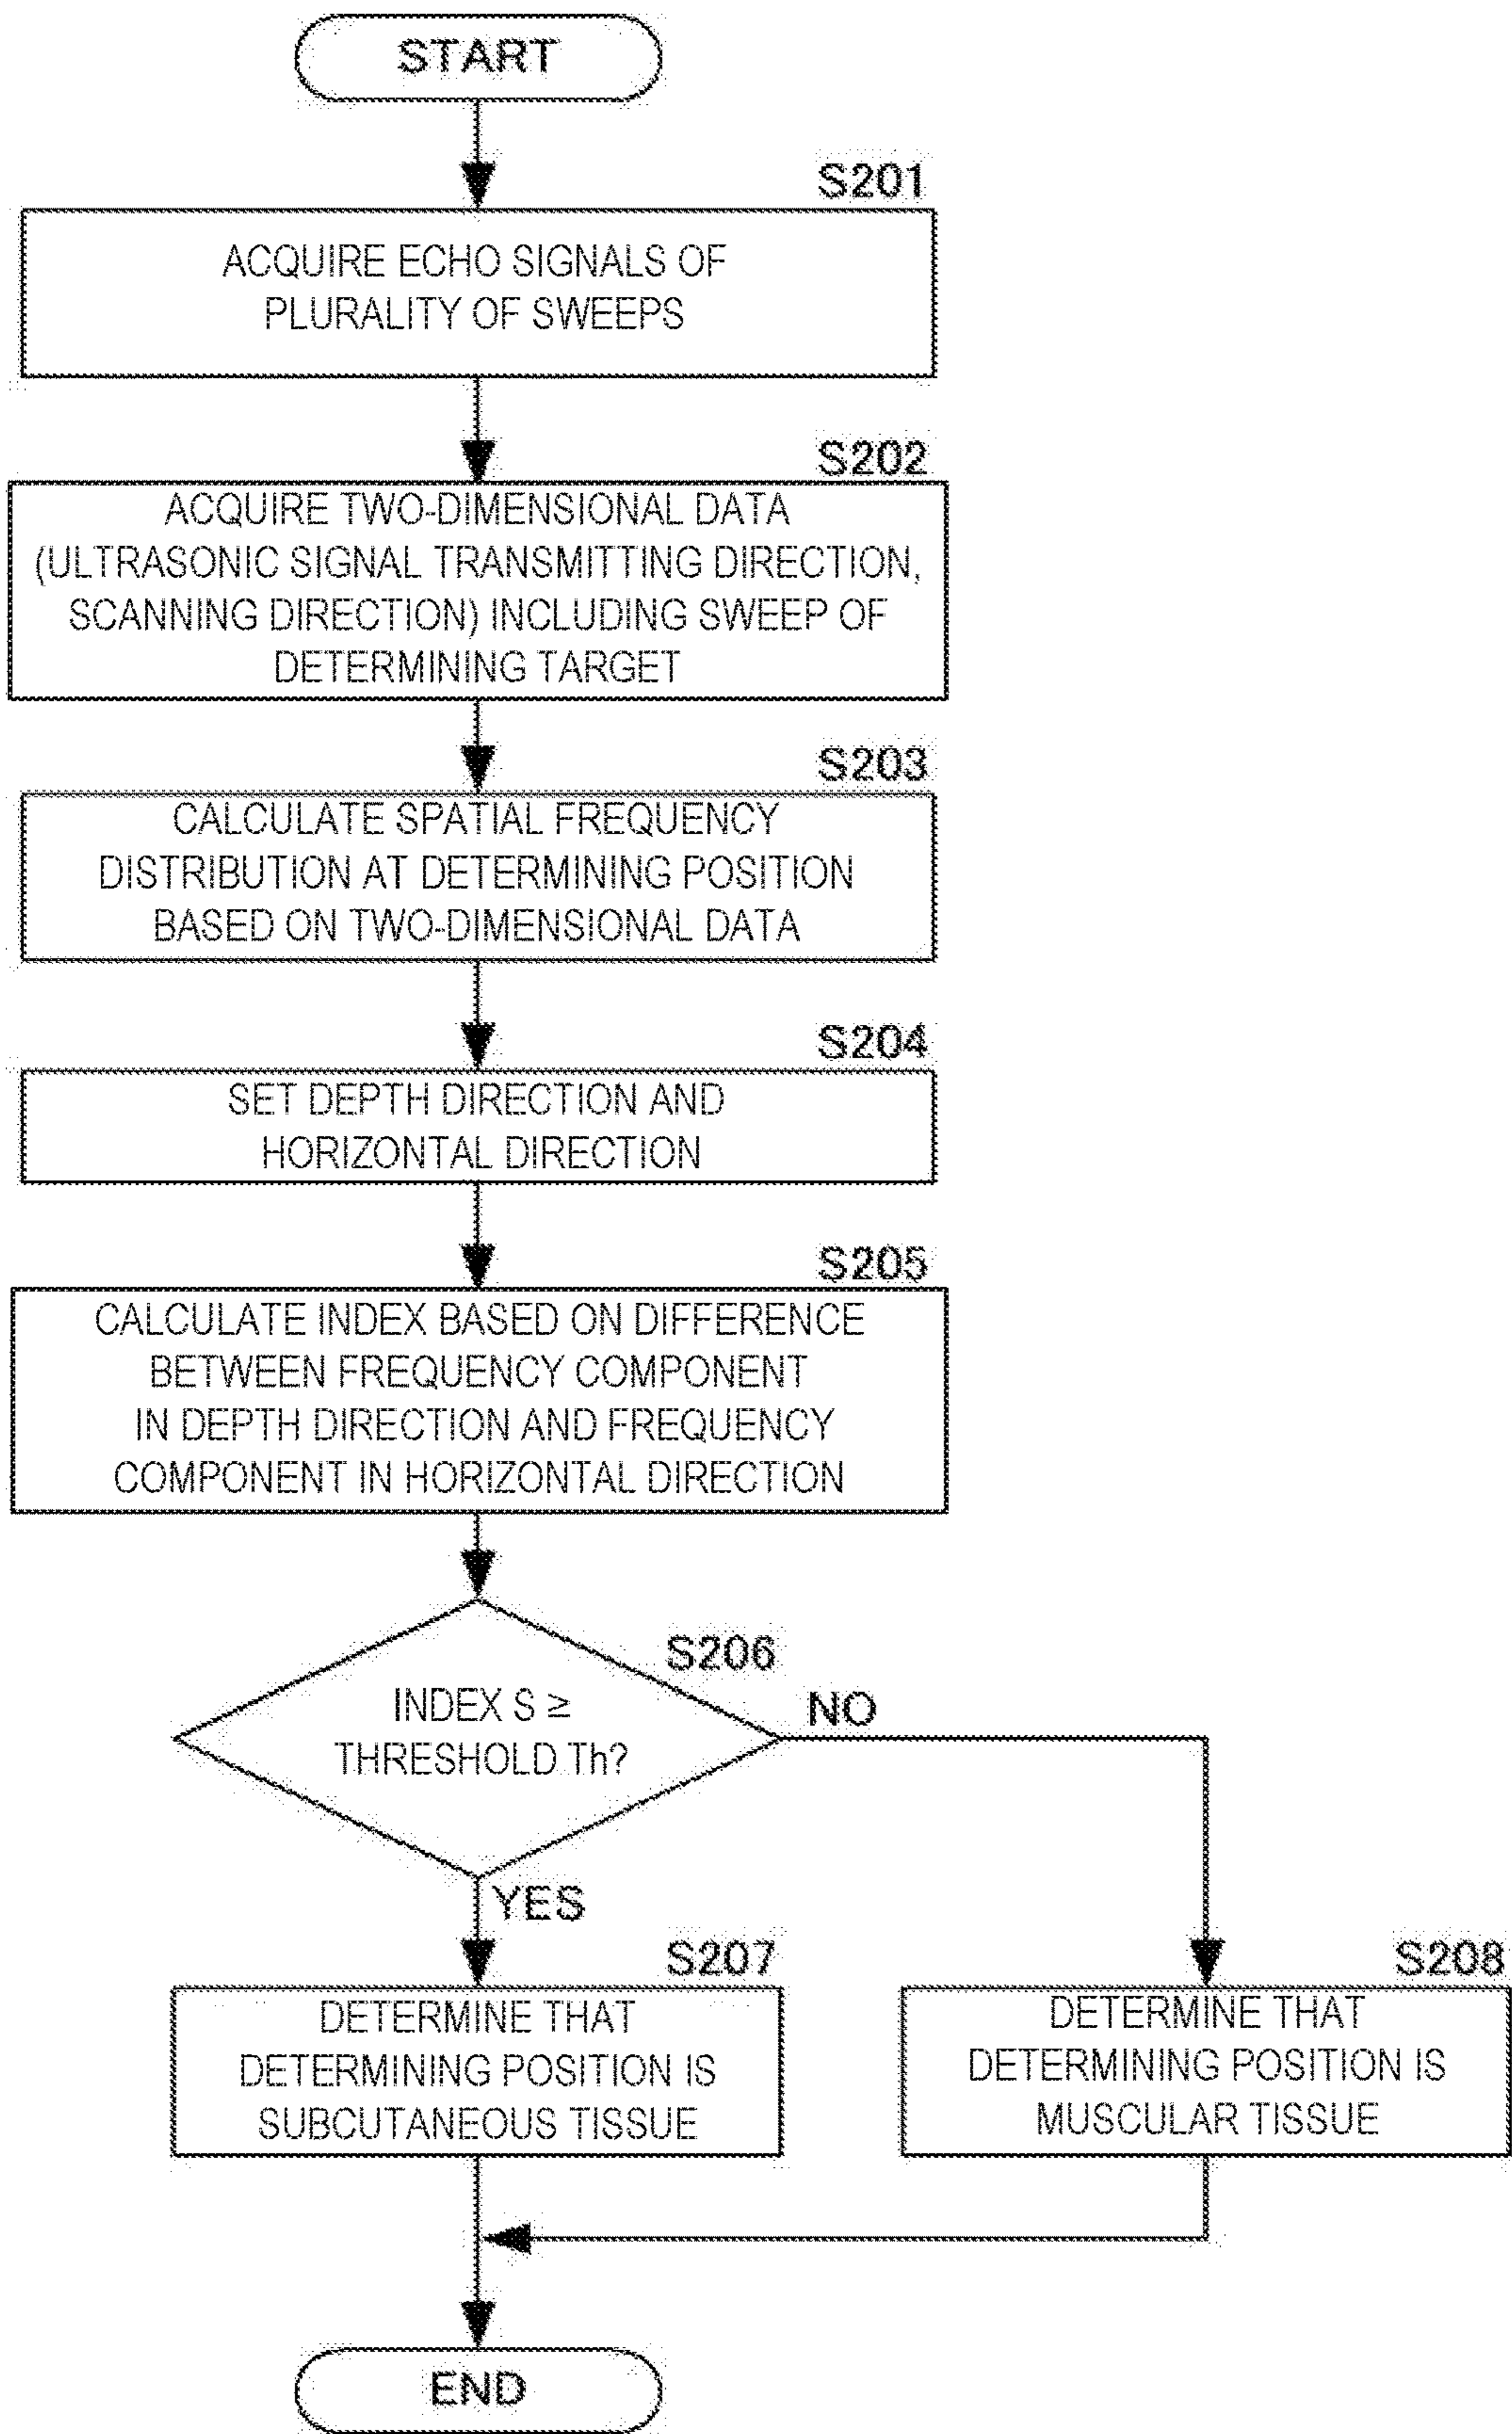 START
S201
ACQUIRE ECHO SIGNALS OF
PLURALITY OF SWEEPS
S202
ACQUIRE TWO-DIMENSIONAL DATA
(ULTRASONIC SIGNAL TRANSMITTING DIRECTION,
SCANNING DIRECTION) INCLUDING SWEEP OF
DETERMINING TARGET
S203
CALCULATE SPATIAL FREQUENCY
DISTRIBUTION AT DETERMINING POSITION
BASED ON TWO-DIMENSIONAL DATA
S204
SET DEPTH DIRECTION AND
HORIZONTAL DIRECTION
S205
CALCULATE INDEX BASED ON DIFFERENCE
BETWEEN FREQUENCY COMPONENT
IN DEPTH DIRECTION AND FREQUENCY
COMPONENT IN HORIZONTAL DIRECTION
S206
INDEX S ≥
THRESHOLD Th?
NO
YES
S207
DETERMINE THAT
DETERMINING POSITION IS
SUBCUTANEOUS TISSUE
S208
DETERMINE THAT
DETERMINING POSITION IS
MUSCULAR TISSUE
END